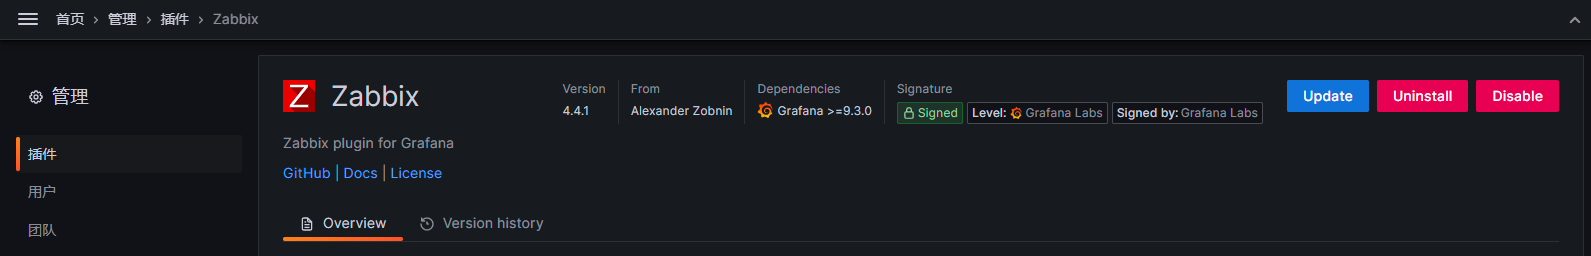 首页 › 管理 › 插件 › Zabbix
管理
插件
用户
团队
Z Zabbix
Version
4.4.1
From
Alexander Zobnin
Dependencies
Grafana >=9.3.0
Signature
Signed Level: Grafana Labs Signed by: Grafana Labs
Update Uninstall Disable
Zabbix plugin for Grafana
GitHub | Docs | License
Overview Version history